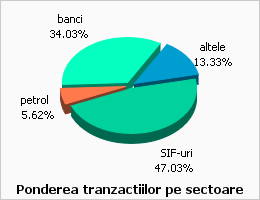 banci
34.03%
altele
13.33%
petrol
5.62%
SIF-uri
47.03%
Ponderea tranzactiilor pe sectoare